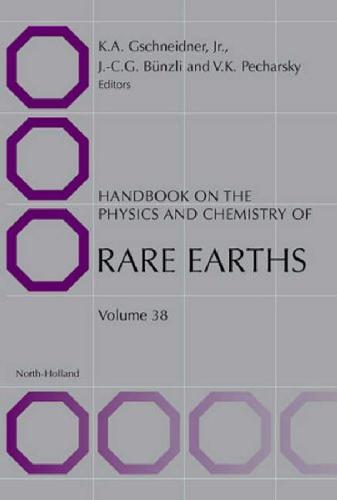 K.A. Gschneidner, Jr.,
J.-C.G. Bünzli and V.K. Pecharsky
Editors
HANDBOOK ON THE
PHYSICS AND CHEMISTRY OF
RARE EARTHS
Volume 38
North-Holland